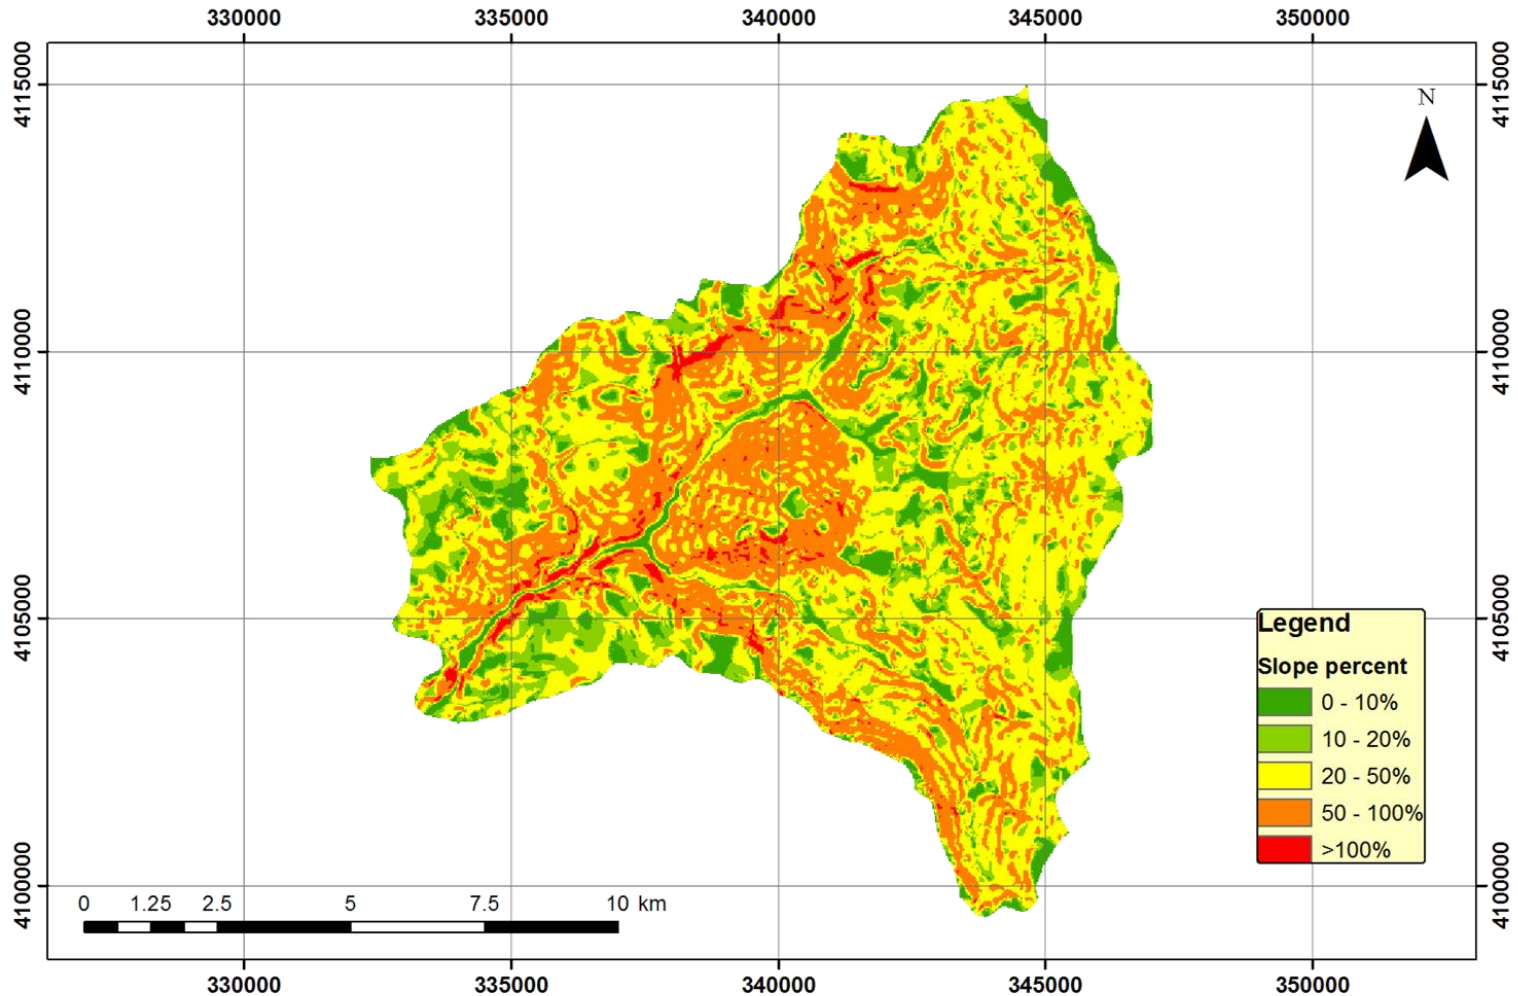 330000 335000 340000 345000 350000
4115000 4115000
N
4110000 4110000
4105000 4105000
Legend
Slope percent
0 - 10%
10 - 20%
20 - 50%
50 - 100%
>100%
4100000 4100000
0 1.25 2.5 5 7.5 10 km
330000 335000 340000 345000 350000